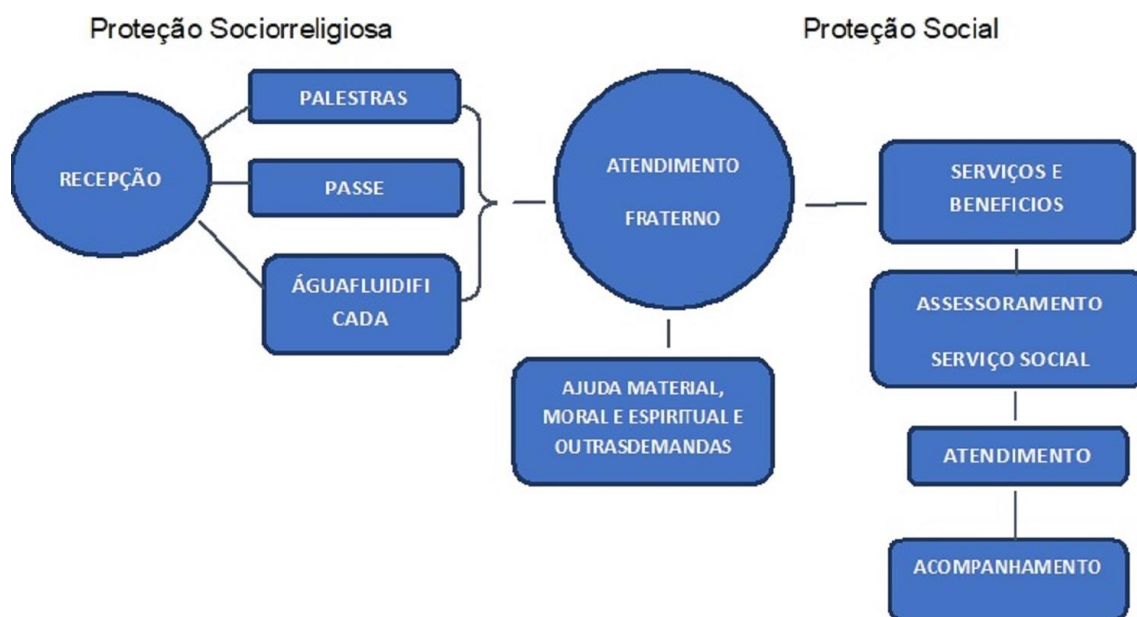 Proteção Sociorreligiosa
Proteção Social
RECEPÇÃO
PALESTRAS
PASSE
ÁGUAFLUIDIFI
CADA
ATENDIMENTO
FRATERNO
AJUDA MATERIAL,
MORAL E ESPIRITUAL E
OUTRASDEMANDAS
SERVIÇOS E
BENEFICIOS
ASSESSORAMENTO
SERVIÇO SOCIAL
ATENDIMENTO
ACOMPANHAMENTO